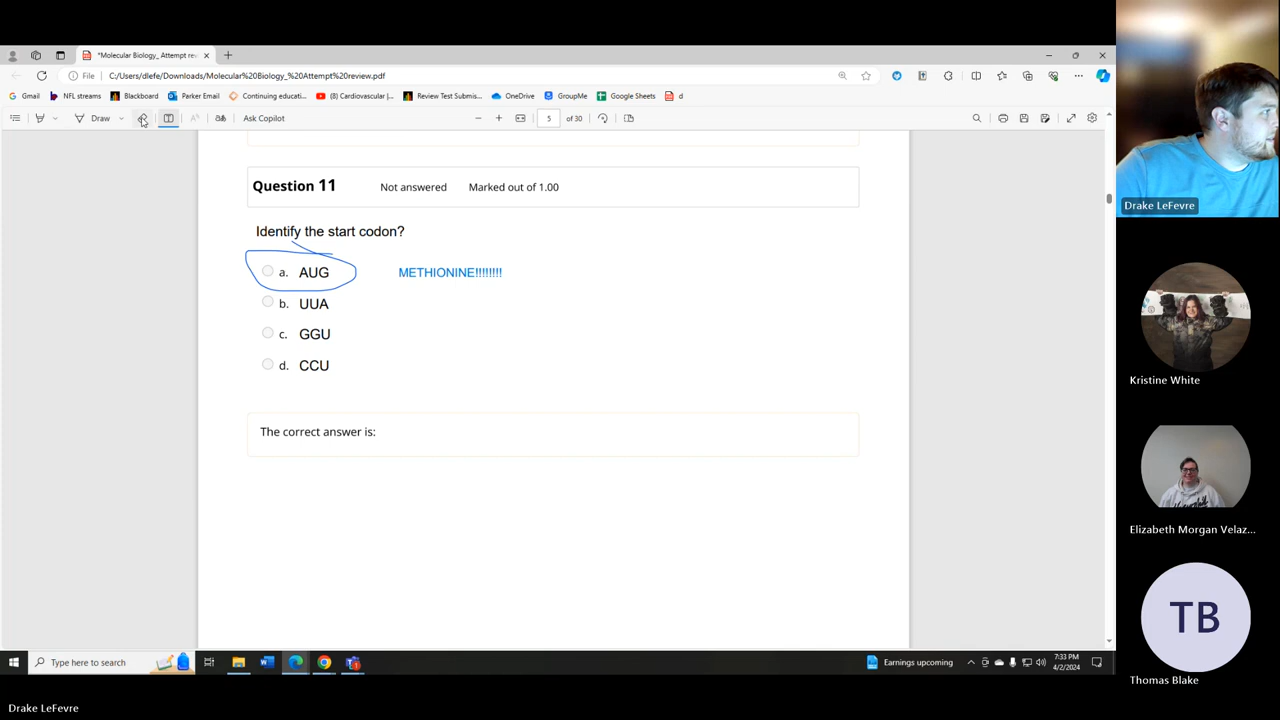 *Molecular Biology_ Attempt rev
File C:/Users/dlefe/Downloads/Molecular%20Biology_%20Attempt%20review.pdf
Gmail NFL streams Blackboard Parker Email Continuing educati... (8) Cardiovascular |... Review Test Submis... OneDrive GroupMe Google Sheets d
Draw Ask Copilot 5 of 30
Question 11 Not answered Marked out of 1.00
Identify the start codon?
a. AUG METHIONINE!!!!!!!!
b. UUA
c. GGU
d. CCU
The correct answer is:
Type here to search
Earnings upcoming
7:33 PM
4/2/2024
Drake LeFevre
Kristine White
Elizabeth Morgan Velaz...
TB
Thomas Blake
Drake LeFevre